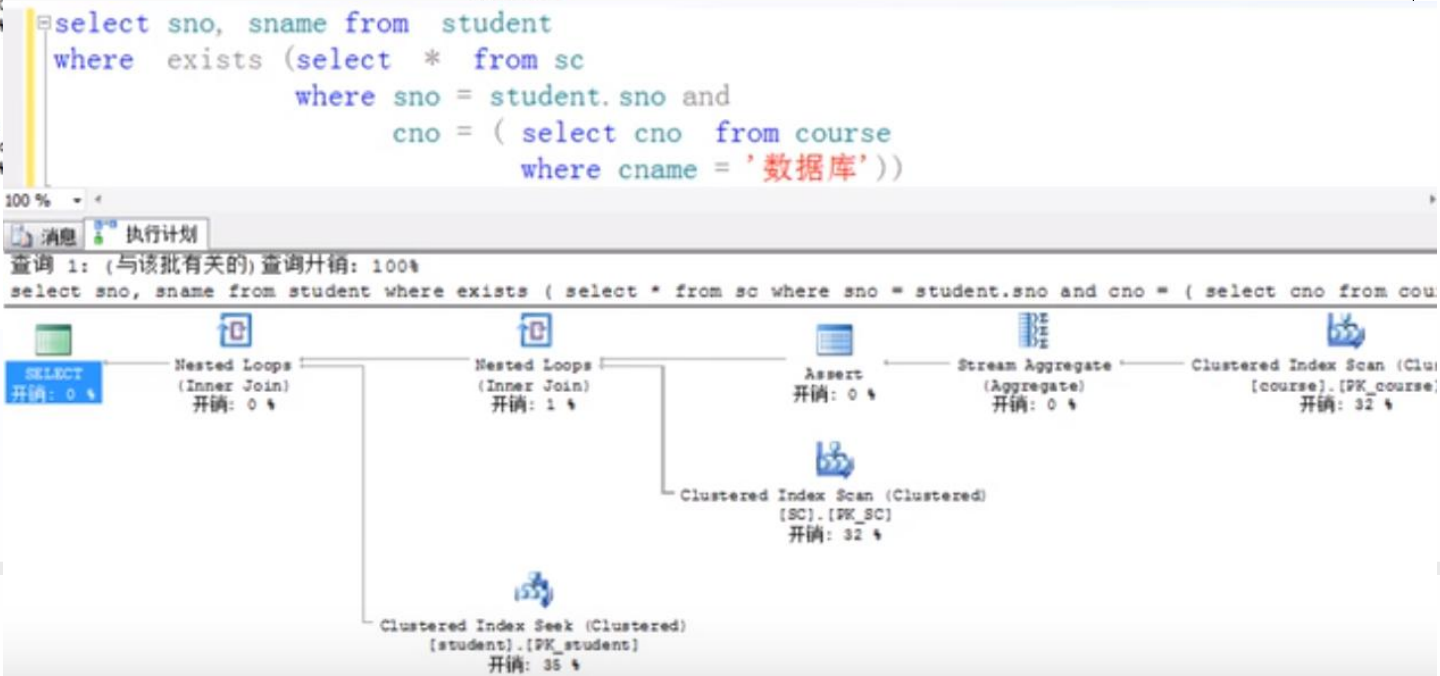 select sno, sname from student
where exists (select * from sc
where sno = student.sno and
cno = ( select cno from course
where cname = '数据库'))
100 %
消息 执行计划
查询 1: (与该批有关的)查询开销: 100%
select sno, sname from student where exists ( select * from sc where sno = student.sno and cno = ( select cno from cou
SELECT
开销: 0 %
Nested Loops
(Inner Join)
开销: 0 %
Nested Loops
(Inner Join)
开销: 1 %
Assert
开销: 0 %
Stream Aggregate
(Aggregate)
开销: 0 %
Clustered Index Scan (Clus
[course].[PK_course]
开销: 32 %
Clustered Index Scan (Clustered)
[SC].[PK_SC]
开销: 32 %
Clustered Index Seek (Clustered)
[student].[PK_student]
开销: 35 %